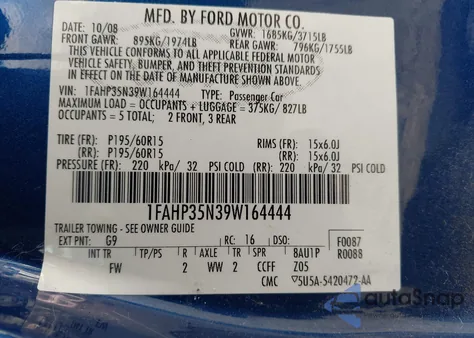 MFD. BY FORD MOTOR CO.
DATE: 10/08 GVWR: 1685KG/3715LB
FRONT GAWR: 895KG/1974LB REAR GAWR: 796KG/1755LB
THIS VEHICLE CONFORMS TO ALL APPLICABLE FEDERAL MOTOR
VEHICLE SAFETY, BUMPER, AND THEFT PREVENTION STANDARDS
IN EFFECT ON THE DATE OF MANUFACTURE SHOWN ABOVE.
VIN: 1FAHP35N39W164444 TYPE: Passenger Car
MAXIMUM LOAD = OCCUPANTS + LUGGAGE = 375KG/ 827LB
OCCUPANTS = 5 TOTAL; 2 FRONT, 3 REAR
TIRE (FR): P195/60R15 RIMS (FR): 15x6.0J
(RR): P195/60R15 (RR): 15x6.0J
PRESSURE (FR): 220 kPa/ 32 PSI COLD (RR): 220 kPa/ 32 PSI COLD
1FAHP35N39W164444
TRAILER TOWING - SEE OWNER GUIDE
EXT PNT: G9 RC: 16 DSO: F0087
R0088
INT TR TP/PS R AXLE TR SPR BAU1P
FW 2 WW 2 CCFF Z05
CMC 5U5A-5420472-AA
autoSnap